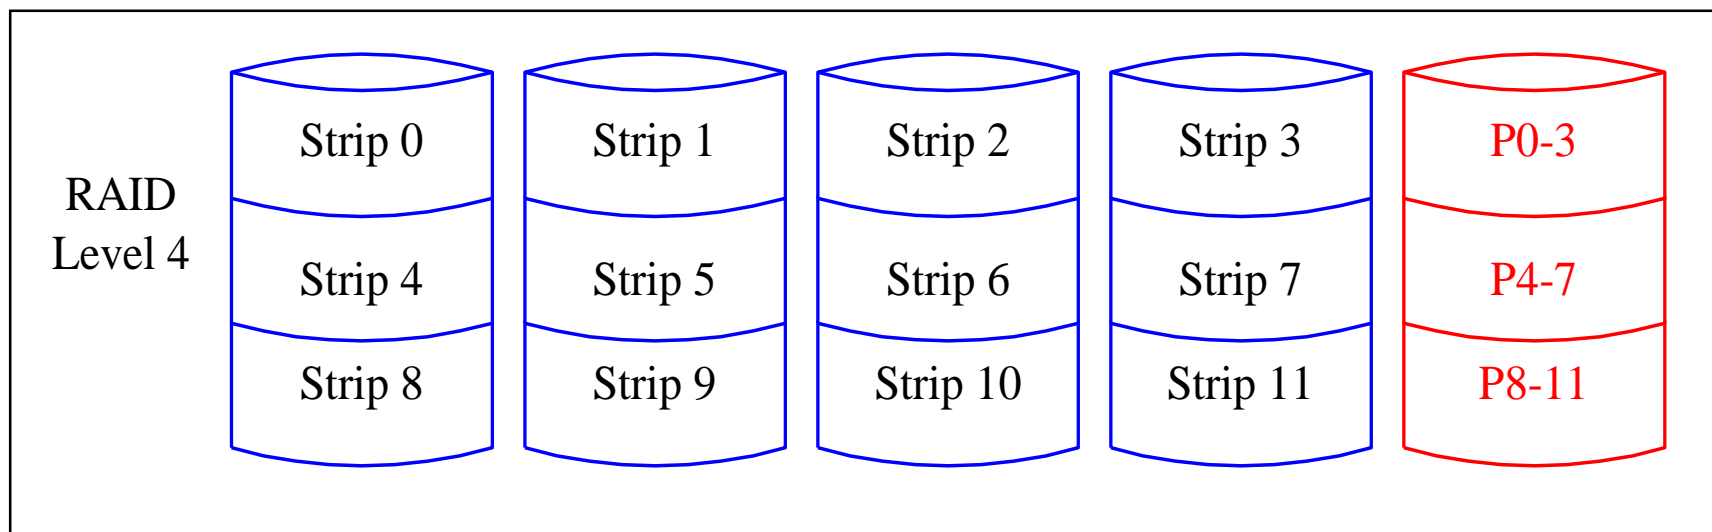 Strip 0 Strip 1 Strip 2 Strip 3 P0-3
RAID
Level 4
Strip 4 Strip 5 Strip 6 Strip 7 P4-7
Strip 8 Strip 9 Strip 10 Strip 11 P8-11